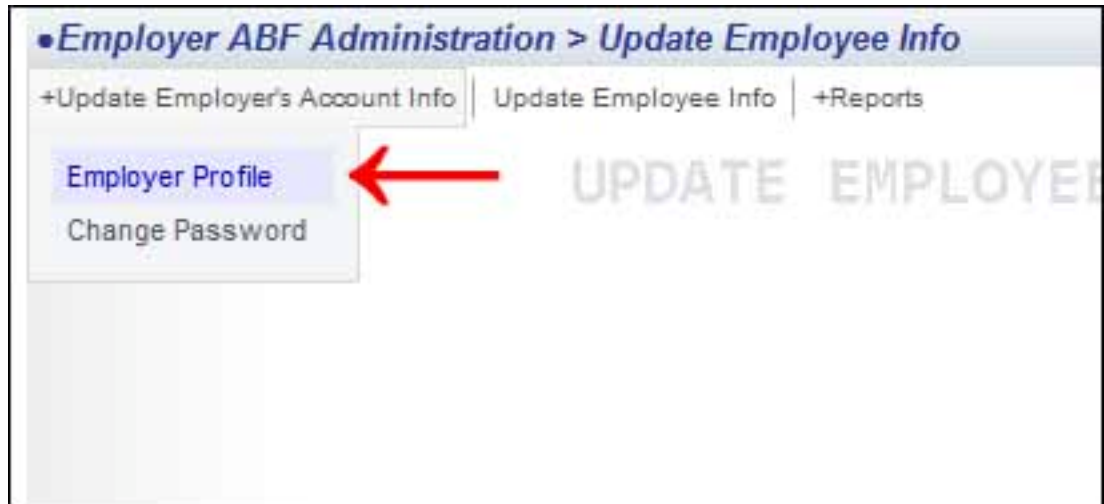 •Employer ABF Administration > Update Employee Info
+Update Employer's Account Info | Update Employee Info | +Reports
Employer Profile
UPDATE EMPLOYEE
Change Password